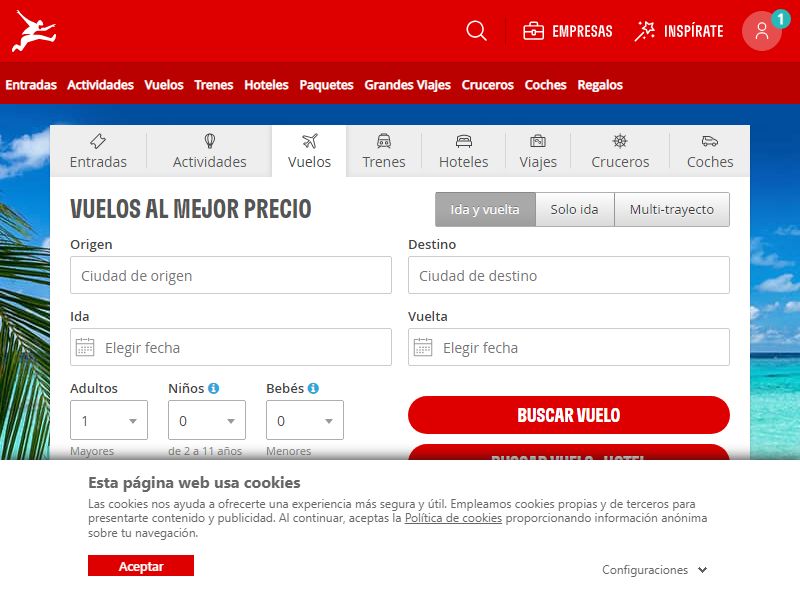 EMPRESAS
INSPÍRATE
1
Entradas Actividades Vuelos Trenes Hoteles Paquetes Grandes Viajes Cruceros Coches Regalos
Entradas Actividades Vuelos Trenes Hoteles Viajes Cruceros Coches
VUELOS AL MEJOR PRECIO
Ida y vuelta Solo ida Multi-trayecto
Origen Destino
Ciudad de origen Ciudad de destino
Ida Vuelta
Elegir fecha Elegir fecha
Adultos Niños Bebés
1 0 0
BUSCAR VUELO
Mayores de 2 a 11 años Menores
BUSCAR VUELO+HOTEL
Esta página web usa cookies
Las cookies nos ayuda a ofrecerte una experiencia más segura y útil. Empleamos cookies propias y de terceros para
presentarte contenido y publicidad. Al continuar, aceptas la Política de cookies proporcionando información anónima
sobre tu navegación.
Aceptar
Configuraciones